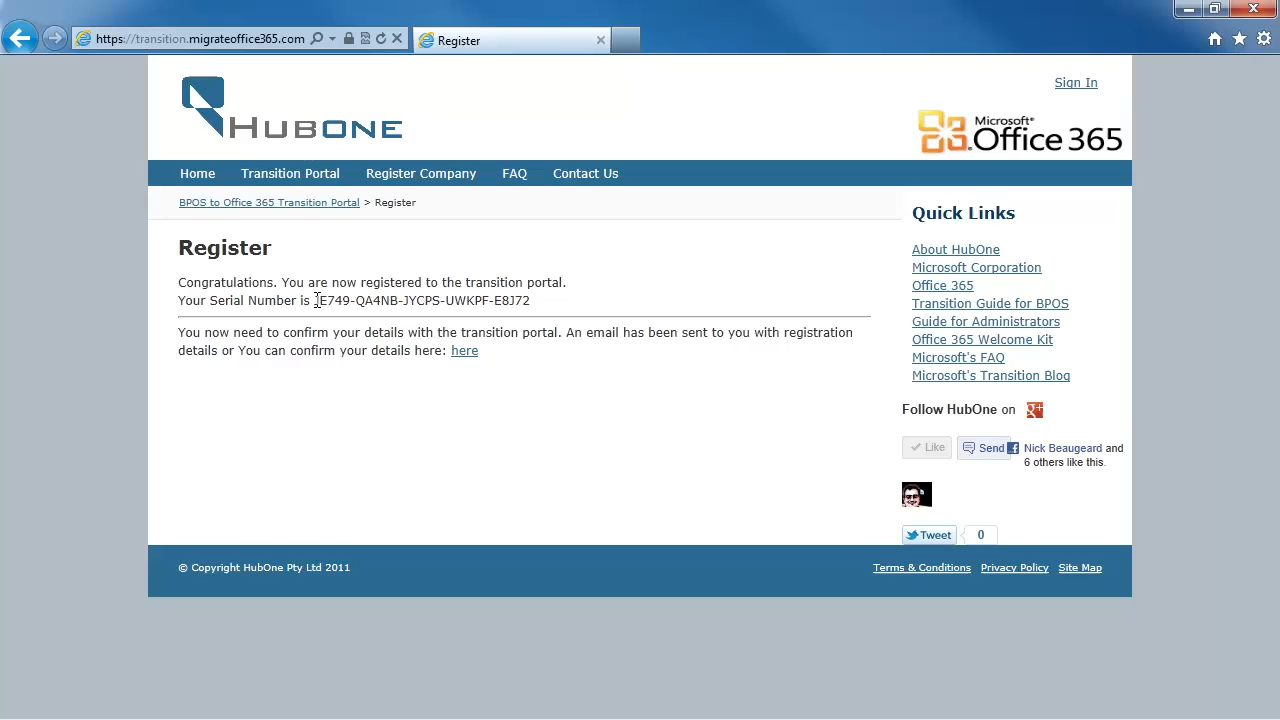 https://transition.migrateoffice365.com
Register
Sign In
HUBONE
Microsoft®
Office 365
Home Transition Portal Register Company FAQ Contact Us
BPOS to Office 365 Transition Portal > Register
Register
Congratulations. You are now registered to the transition portal.
Your Serial Number is
E749-QA4NB-JYCPS-UWKPF-E8J72
You now need to confirm your details with the transition portal. An email has been sent to you with registration
details or You can confirm your details here: here
Quick Links
About HubOne
Microsoft Corporation
Office 365
Transition Guide for BPOS
Guide for Administrators
Office 365 Welcome Kit
Microsoft's FAQ
Microsoft's Transition Blog
Follow HubOne on g+
Like Send Nick Beaugeard and
6 others like this.
Tweet 0
© Copyright HubOne Pty Ltd 2011
Terms & Conditions Privacy Policy Site Map